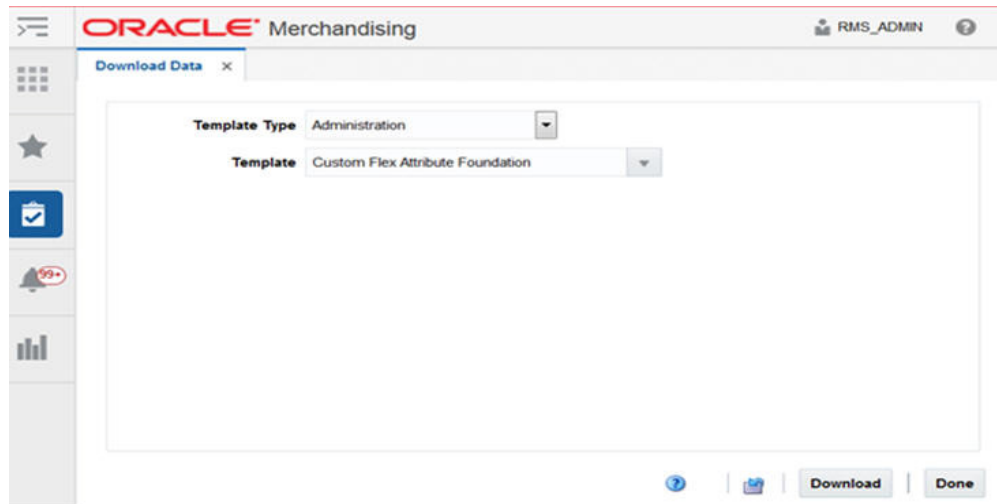 ORACLE Merchandising
RMS_ADMIN
Download Data
Template Type Administration
Template Custom Flex Attribute Foundation
99+
Download
Done